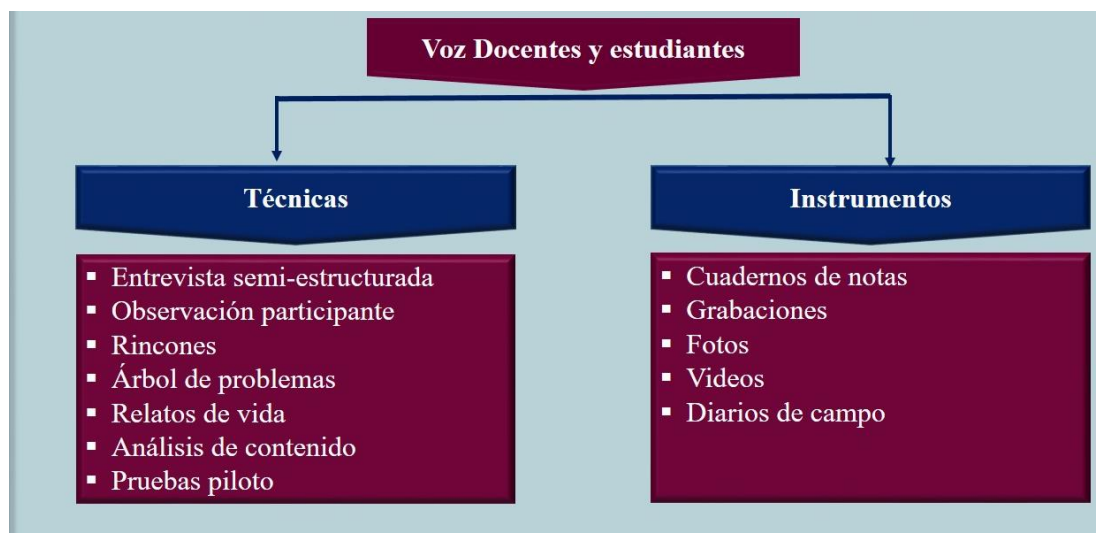 Voz Docentes y estudiantes
Técnicas
▪ Entrevista semi-estructurada
▪ Observación participante
▪ Rincones
▪ Árbol de problemas
▪ Relatos de vida
▪ Análisis de contenido
▪ Pruebas piloto
Instrumentos
▪ Cuadernos de notas
▪ Grabaciones
▪ Fotos
▪ Videos
▪ Diarios de campo